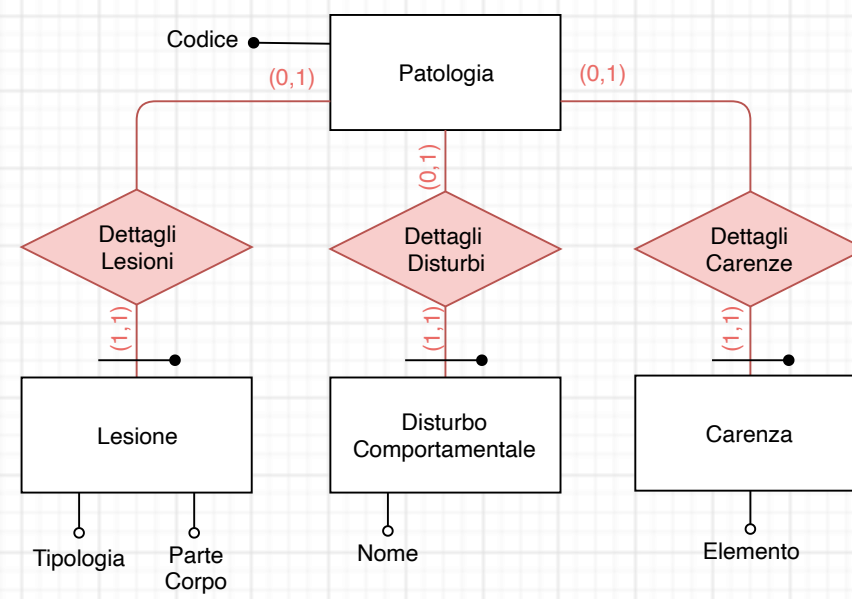 Codice
Patologia
(0,1)
(0,1)
(0,1)
Dettagli
Lesioni
Dettagli
Disturbi
Dettagli
Carenze
(1,1)
(1,1)
(1,1)
Lesione
Disturbo
Comportamentale
Carenza
Tipologia
Parte
Corpo
Nome
Elemento